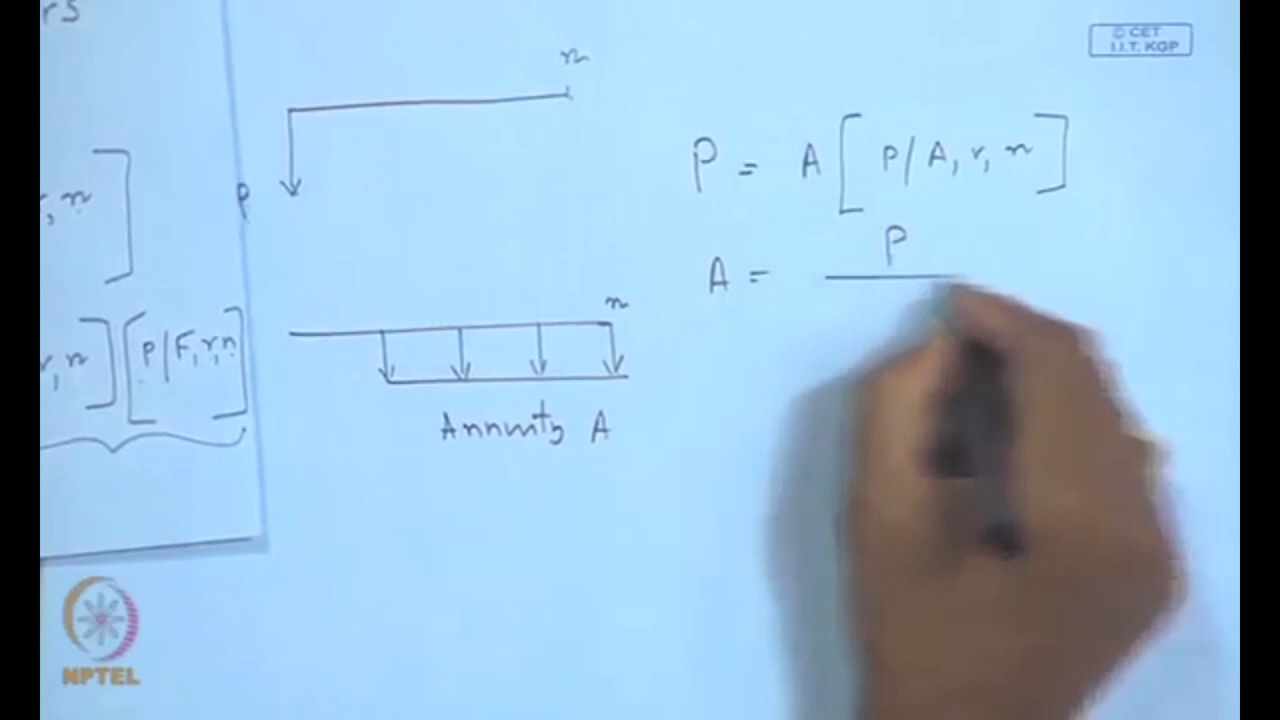 rs
© CET
I.I.T. KGP
n
P = A [ P/A, r, n ]
, n ]
P
A = P
n
, n ] [ P/F, r, n ]
Annuity A
NPTEL